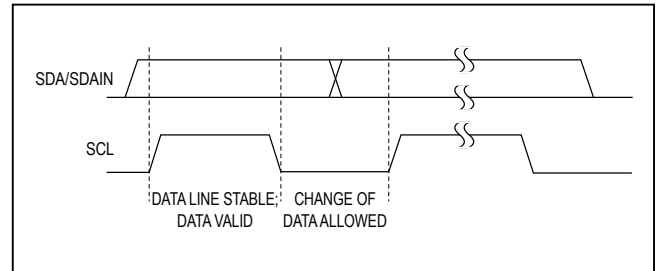 SDA/SDAIN
SCL
DATA LINE STABLE;
DATA VALID
CHANGE OF
DATA ALLOWED